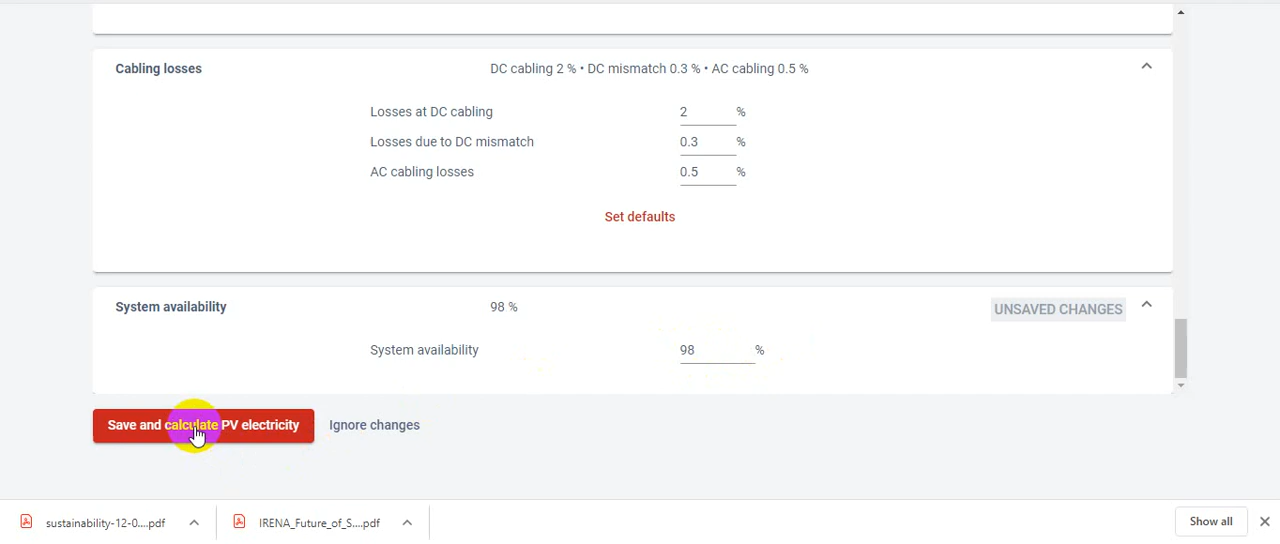 Cabling losses DC cabling 2 % • DC mismatch 0.3 % • AC cabling 0.5 %
Losses at DC cabling 2 %
Losses due to DC mismatch 0.3 %
AC cabling losses 0.5 %
Set defaults
System availability 98 % UNSAVED CHANGES
System availability 98 %
Save and calculate PV electricity Ignore changes
sustainability-12-0....pdf IRENA_Future_of_S....pdf Show all